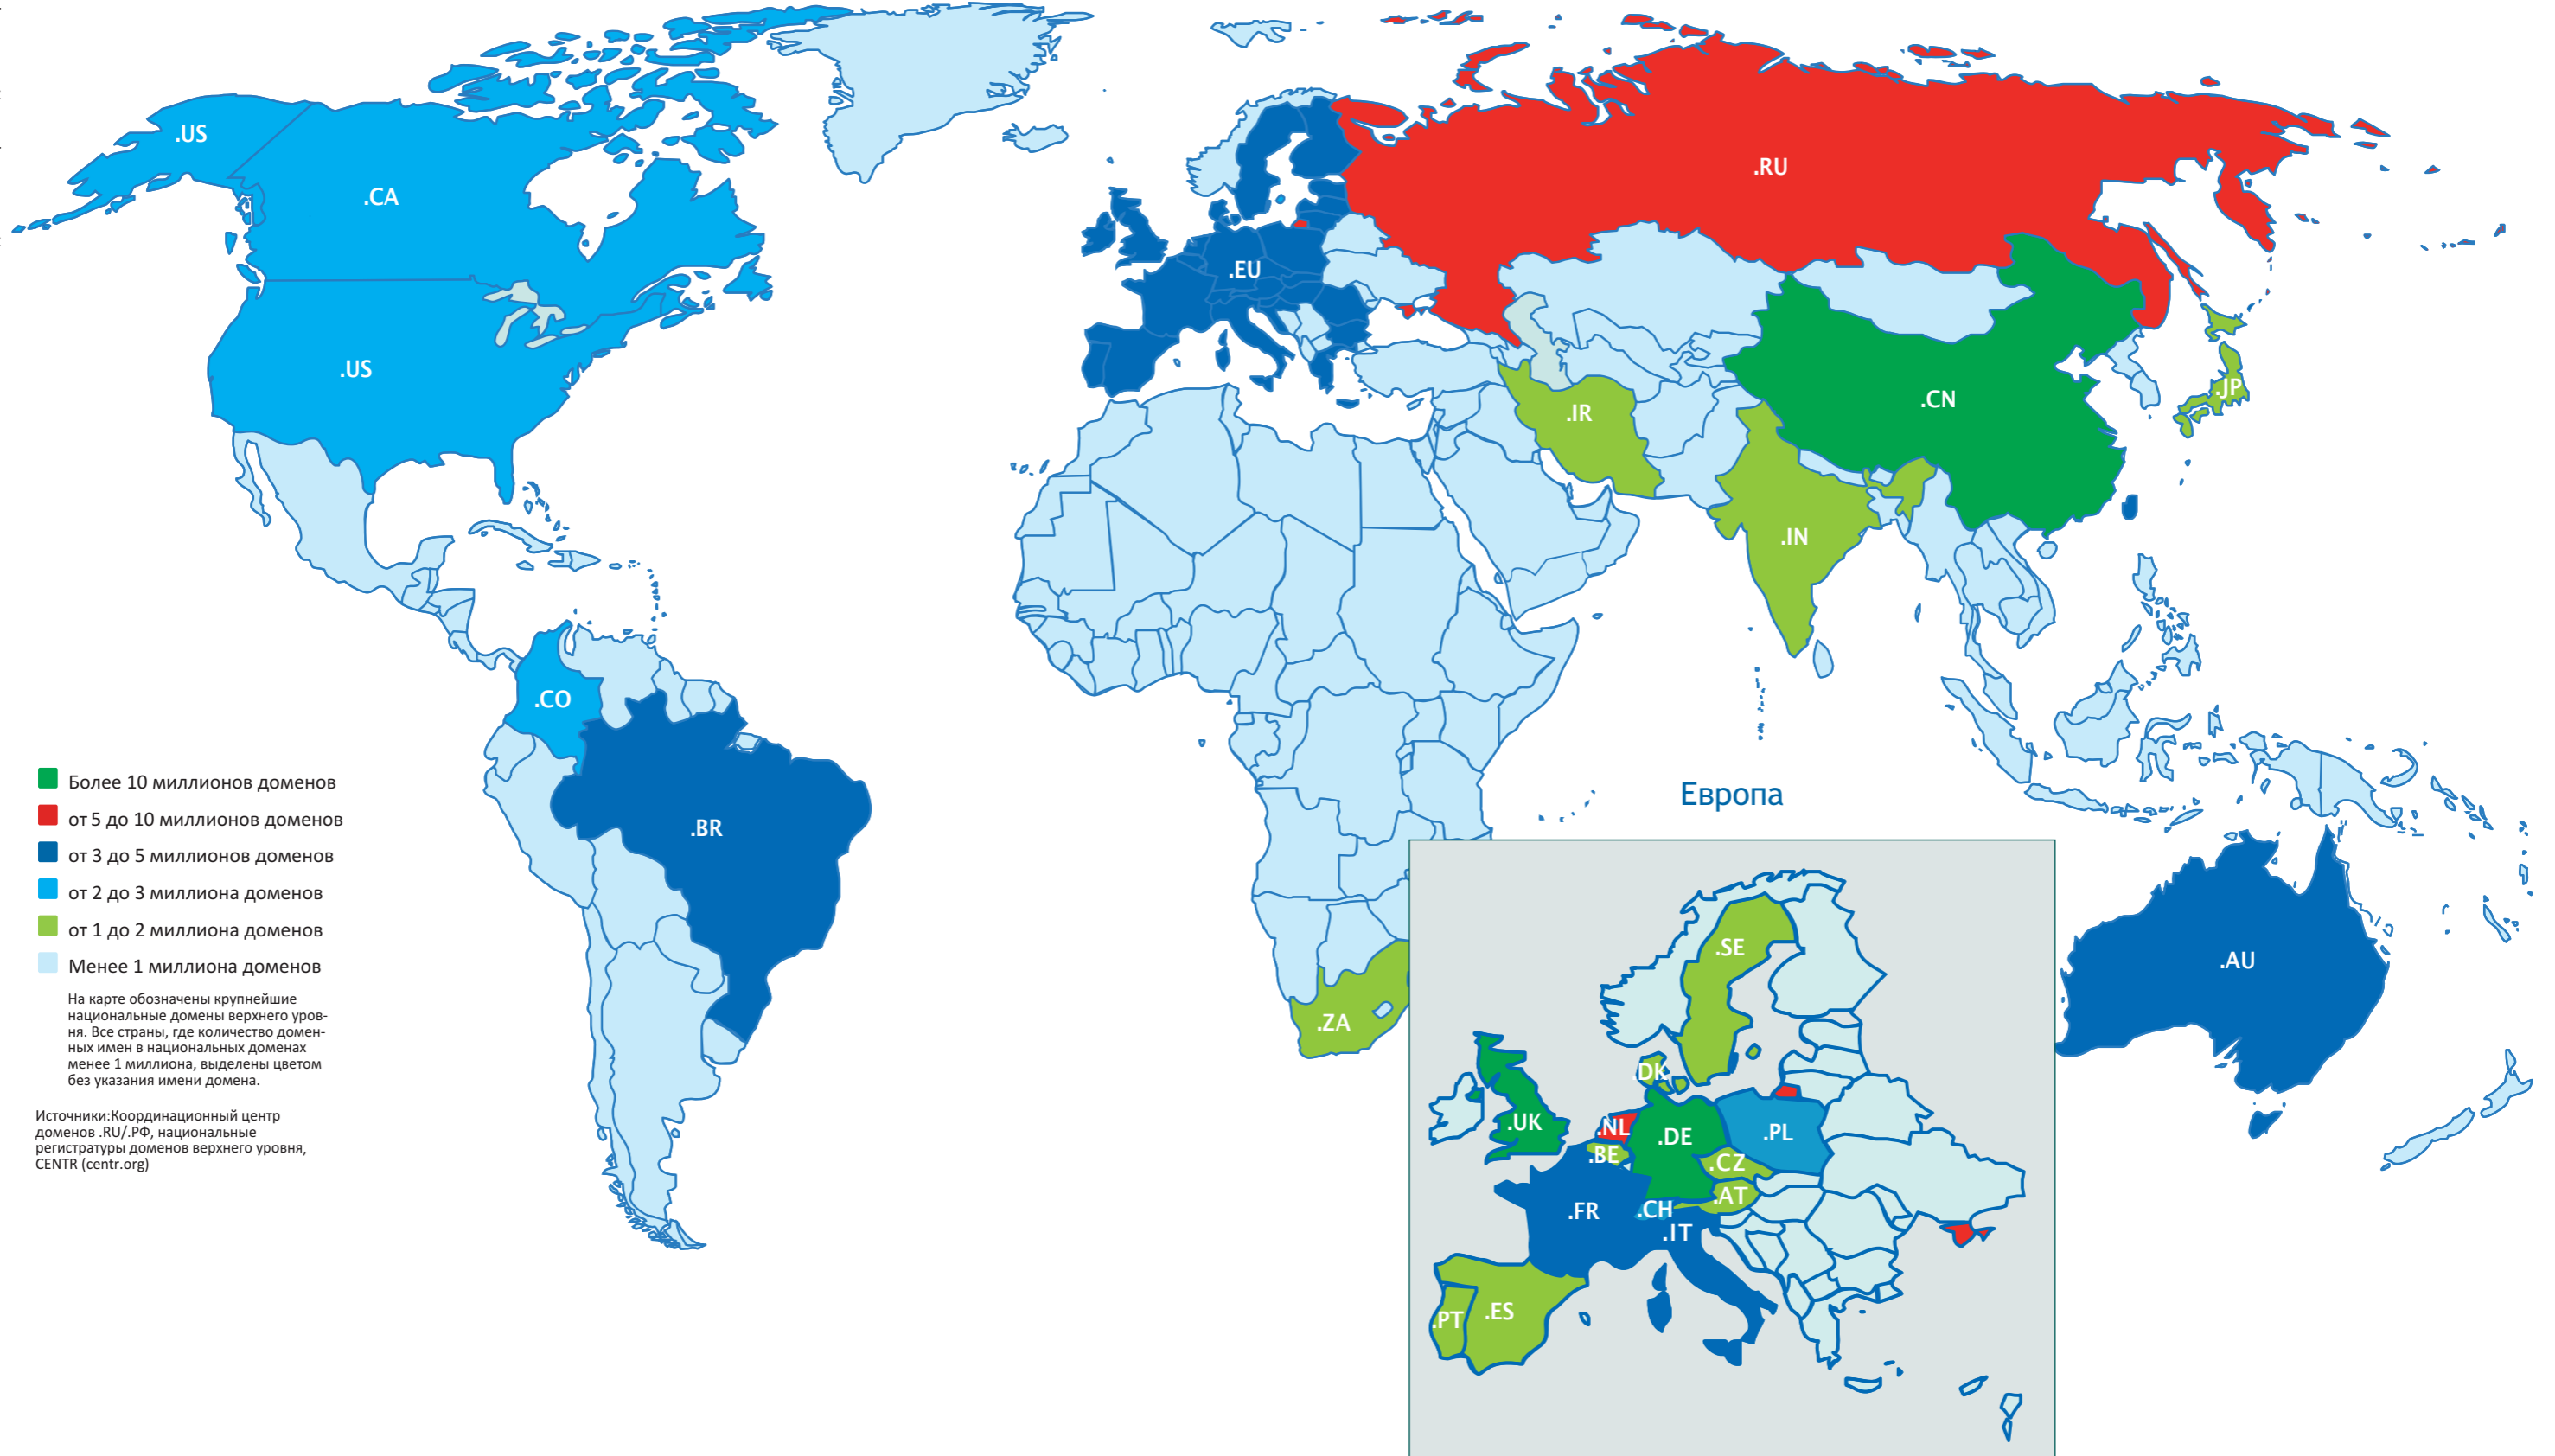 .US
.CA
.RU
.EU
.US
.IR
.CN
.JP
.IN
.CO
.BR
Более 10 миллионов доменов
от 5 до 10 миллионов доменов
от 3 до 5 миллионов доменов
от 2 до 3 миллиона доменов
от 1 до 2 миллиона доменов
Менее 1 миллиона доменов
На карте обозначены крупнейшие
национальные домены верхнего уров-
ня. Все страны, где количество домен-
ных имен в национальных доменах
менее 1 миллиона, выделены цветом
без указания имени домена.
Источники:Координационный центр
доменов .RU/.РФ, национальные
регистратуры доменов верхнего уровня,
CENTR (centr.org)
.ZA
.AU
Европа
.SE
.DK
.UK
.NL
.DE
.PL
.BE
.CZ
.AT
.FR
.CH
.IT
.PT
.ES